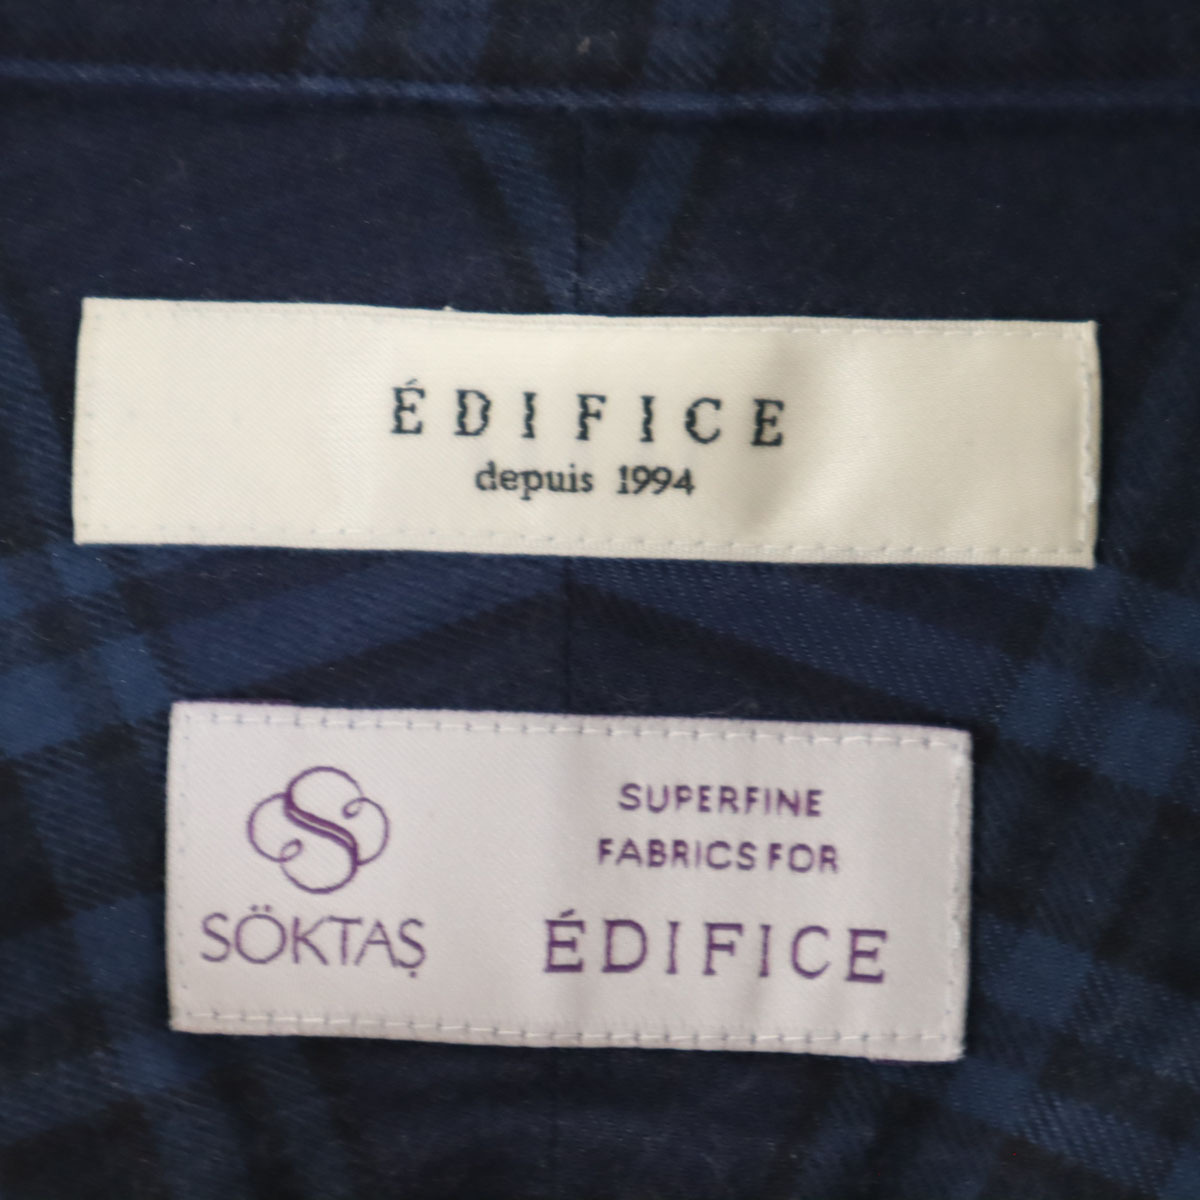 ÉDIFICE
depuis 1994
SÖKTAŞ
SUPERFINE
FABRICS FOR
ÉDIFICE